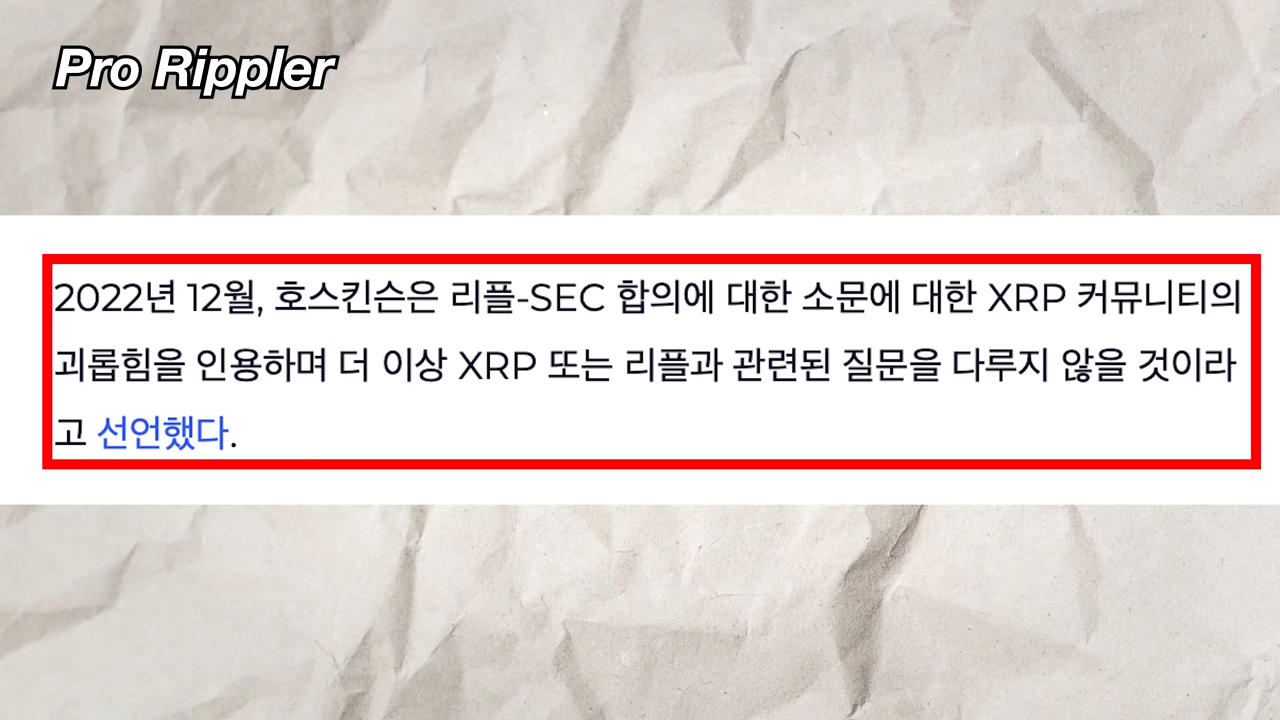 Pro Rippler
2022년 12월, 호스킨슨은 리플-SEC 합의에 대한 소문에 대한 XRP 커뮤니티의
괴롭힘을 인용하며 더 이상 XRP 또는 리플과 관련된 질문을 다루지 않을 것이라
고 선언했다.